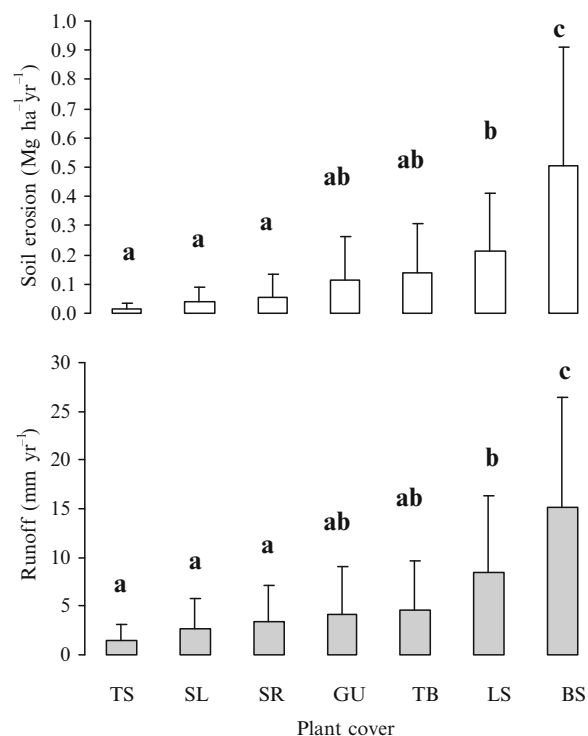 Soil erosion (Mg ha⁻¹yr⁻¹)
1.0
0.9
0.8
0.7
0.6
0.5
0.4
0.3
0.2
0.1
0.0
a
a
a
ab
ab
b
c
Runoff (mm yr⁻¹)
30
25
20
15
10
5
0
a
a
a
ab
ab
b
c
TS SL SR GU TB LS BS
Plant cover